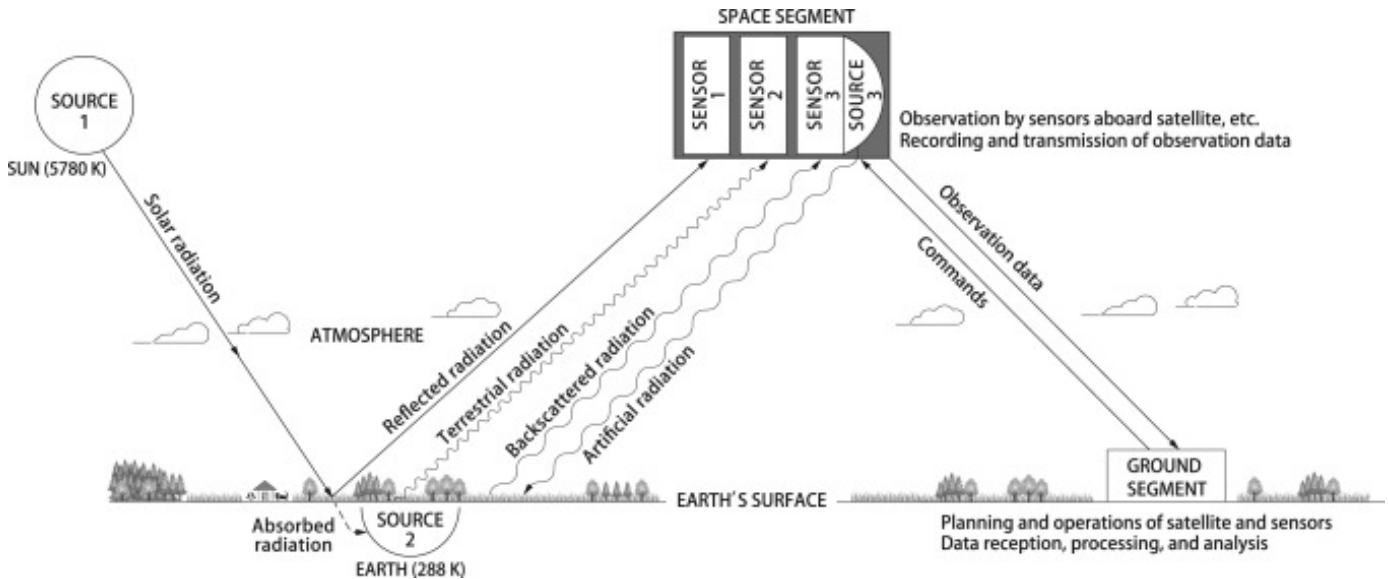 SPACE SEGMENT
SOURCE
1
SUN (5780 K)
SENSOR
1
SENSOR
2
SENSOR
3
SOURCE
3
Observation by sensors aboard satellite, etc.
Recording and transmission of observation data
Solar radiation
ATMOSPHERE
Reflected radiation
Terrestrial radiation
Backscattered radiation
Artificial radiation
Commands
Observation data
Absorbed
radiation
SOURCE
2
EARTH (288 K)
EARTH'S SURFACE
GROUND
SEGMENT
Planning and operations of satellite and sensors
Data reception, processing, and analysis